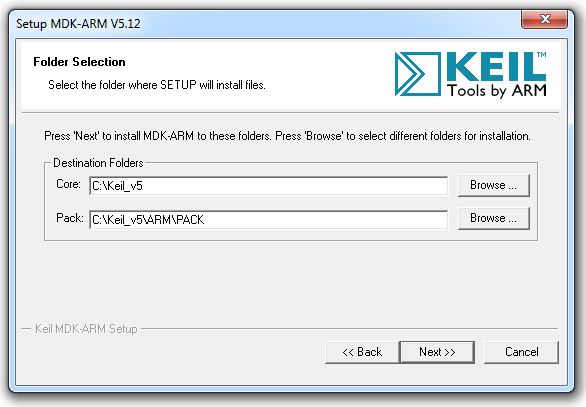 Setup MDK-ARM V5.12
Folder Selection
Select the folder where SETUP will install files.
KEIL™
Tools by ARM
Press 'Next' to install MDK-ARM to these folders. Press 'Browse' to select different folders for installation.
Destination Folders
Core: C:\Keil_v5 Browse ...
Pack: C:\Keil_v5\ARM\PACK Browse ...
Keil MDK-ARM Setup
<< Back Next >> Cancel